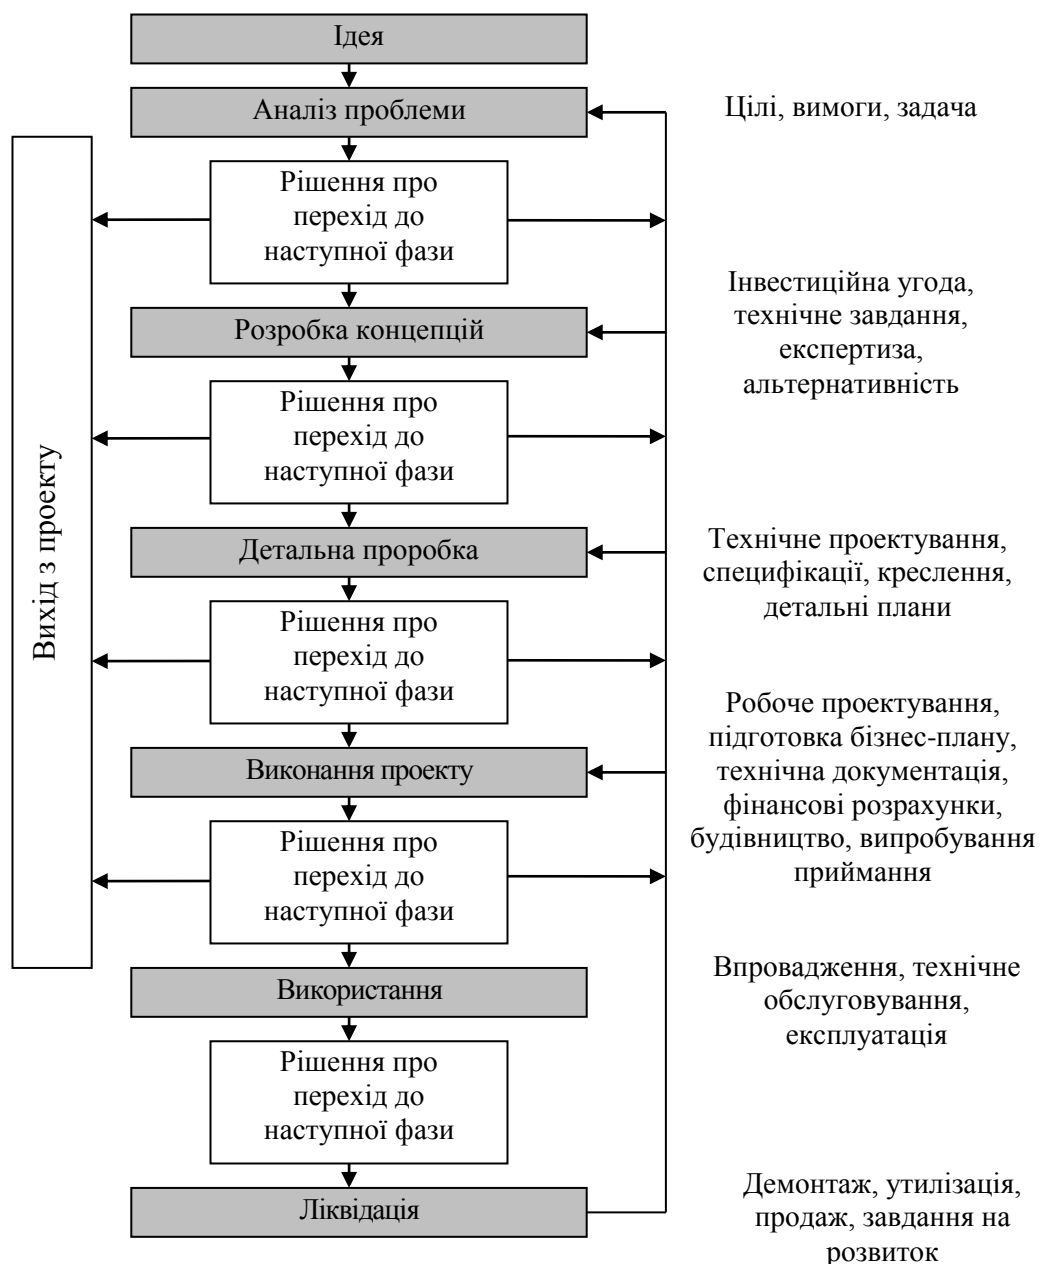 Ідея
Аналіз проблеми
Цілі, вимоги, задача
Рішення про
перехід до
наступної фази
Інвестиційна угода,
технічне завдання,
експертиза,
альтернативність
Розробка концепцій
Рішення про
перехід до
наступної фази
Вихід з проекту
Детальна проробка
Технічне проектування,
специфікації, креслення,
детальні плани
Рішення про
перехід до
наступної фази
Виконання проекту
Робоче проектування,
підготовка бізнес-плану,
технічна документація,
фінансові розрахунки,
будівництво, випробування
приймання
Рішення про
перехід до
наступної фази
Використання
Впровадження, технічне
обслуговування,
експлуатація
Рішення про
перехід до
наступної фази
Ліквідація
Демонтаж, утилізація,
продаж, завдання на
розвиток